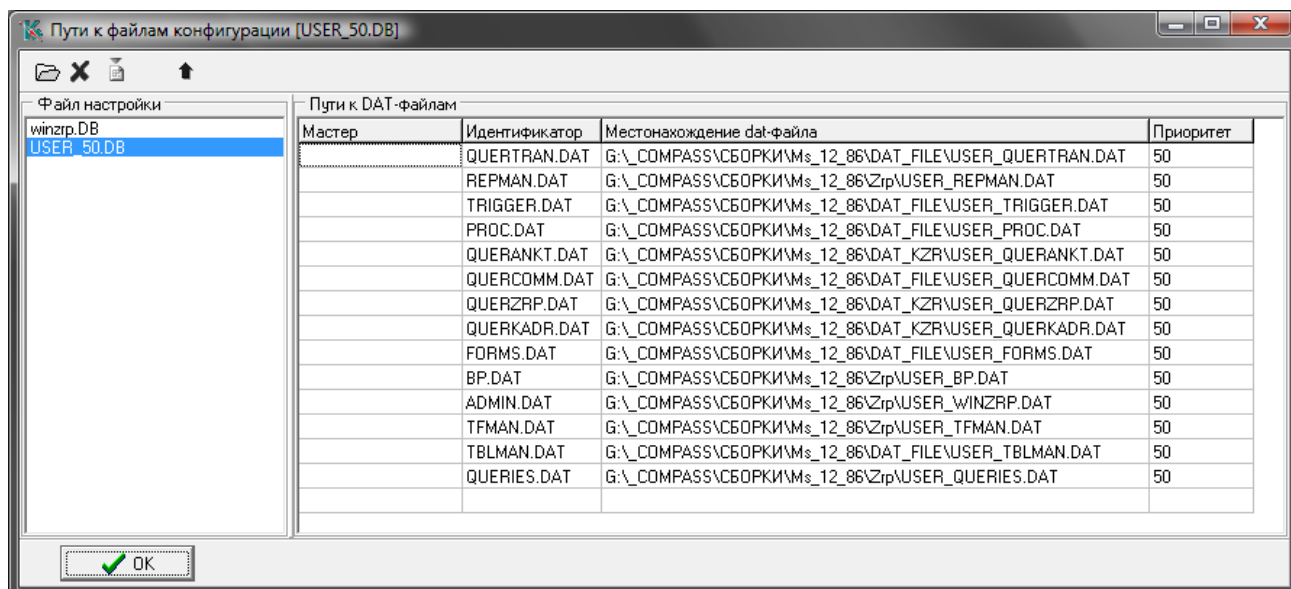 Пути к файлам конфигурации [USER_50.DB]
Файл настройки
Пути к DAT-файлам
winzrp.DB
USER_50.DB
Мастер Идентификатор Местонахождение dat-файла Приоритет
QUERTRAN.DAT G:\_COMPASS\СБОРКИ\Ms_12_86\DAT_FILE\USER_QUERTRAN.DAT 50
REPMAN.DAT G:\_COMPASS\СБОРКИ\Ms_12_86\Zrp\USER_REPMAN.DAT 50
TRIGGER.DAT G:\_COMPASS\СБОРКИ\Ms_12_86\DAT_FILE\USER_TRIGGER.DAT 50
PROC.DAT G:\_COMPASS\СБОРКИ\Ms_12_86\DAT_FILE\USER_PROC.DAT 50
QUERANKT.DAT G:\_COMPASS\СБОРКИ\Ms_12_86\DAT_KZR\USER_QUERANKT.DAT 50
QUERCOMM.DAT G:\_COMPASS\СБОРКИ\Ms_12_86\DAT_FILE\USER_QUERCOMM.DAT 50
QUERZRP.DAT G:\_COMPASS\СБОРКИ\Ms_12_86\DAT_KZR\USER_QUERZRP.DAT 50
QUERKADR.DAT G:\_COMPASS\СБОРКИ\Ms_12_86\DAT_KZR\USER_QUERKADR.DAT 50
FORMS.DAT G:\_COMPASS\СБОРКИ\Ms_12_86\DAT_FILE\USER_FORMS.DAT 50
BP.DAT G:\_COMPASS\СБОРКИ\Ms_12_86\Zrp\USER_BP.DAT 50
ADMIN.DAT G:\_COMPASS\СБОРКИ\Ms_12_86\Zrp\USER_WINZRP.DAT 50
TFMAN.DAT G:\_COMPASS\СБОРКИ\Ms_12_86\Zrp\USER_TFMAN.DAT 50
TBLMAN.DAT G:\_COMPASS\СБОРКИ\Ms_12_86\DAT_FILE\USER_TBLMAN.DAT 50
QUERIES.DAT G:\_COMPASS\СБОРКИ\Ms_12_86\Zrp\USER_QUERIES.DAT 50
OK